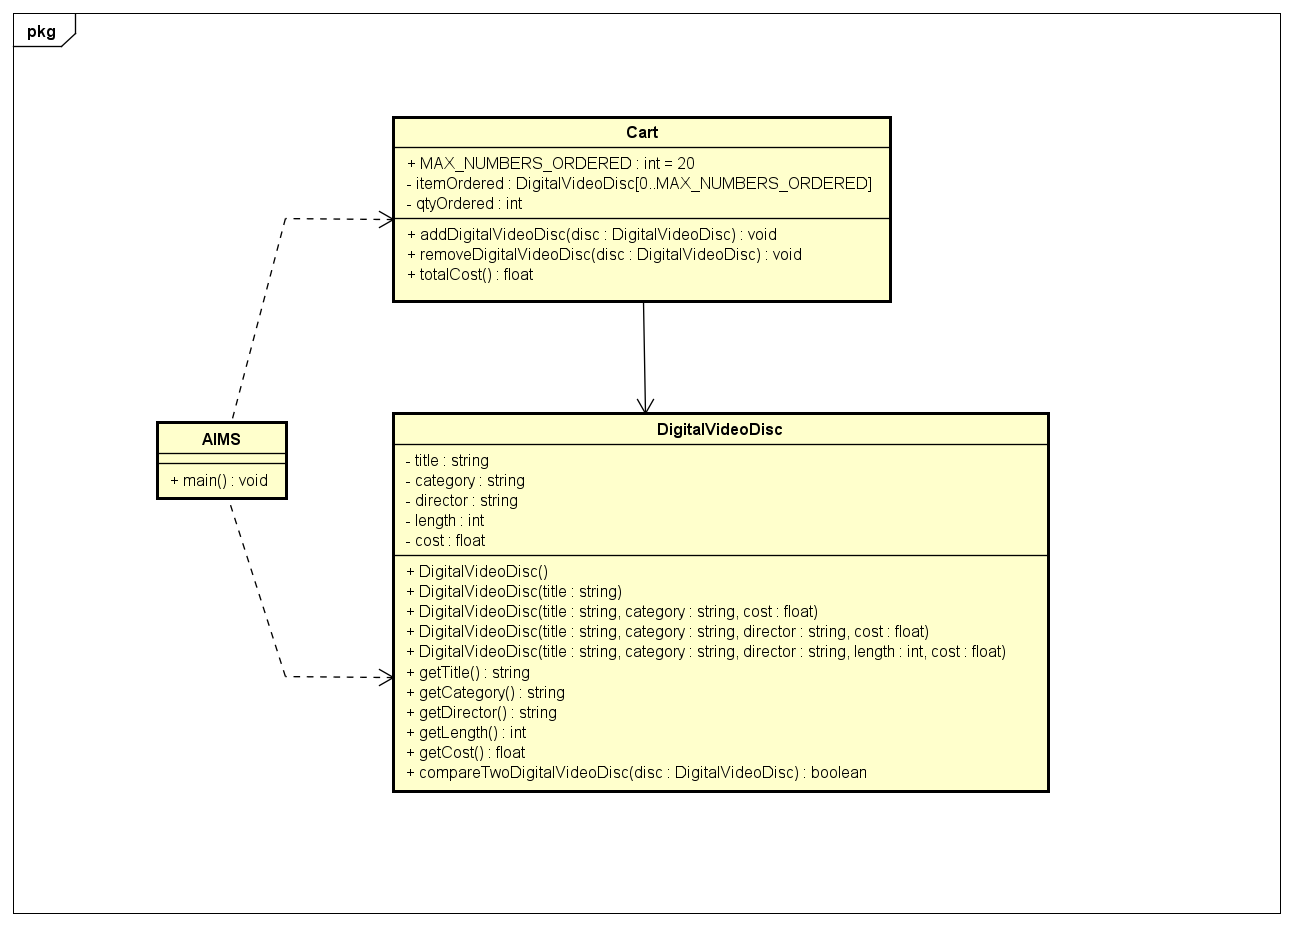 pkg
Cart
+ MAX_NUMBERS_ORDERED : int = 20
- itemOrdered : DigitalVideoDisc[0..MAX_NUMBERS_ORDERED]
- qtyOrdered : int
+ addDigitalVideoDisc(disc : DigitalVideoDisc) : void
+ removeDigitalVideoDisc(disc : DigitalVideoDisc) : void
+ totalCost() : float
AIMS
+ main() : void
DigitalVideoDisc
- title : string
- category : string
- director : string
- length : int
- cost : float
+ DigitalVideoDisc()
+ DigitalVideoDisc(title : string)
+ DigitalVideoDisc(title : string, category : string, cost : float)
+ DigitalVideoDisc(title : string, category : string, director : string, cost : float)
+ DigitalVideoDisc(title : string, category : string, director : string, length : int, cost : float)
+ getTitle() : string
+ getCategory() : string
+ getDirector() : string
+ getLength() : int
+ getCost() : float
+ compareTwoDigitalVideoDisc(disc : DigitalVideoDisc) : boolean